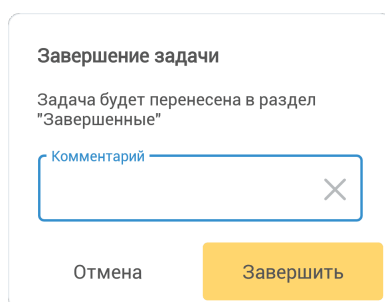 Завершение задачи
Задача будет перенесена в раздел
"Завершенные"
Комментарий
Отмена
Завершить